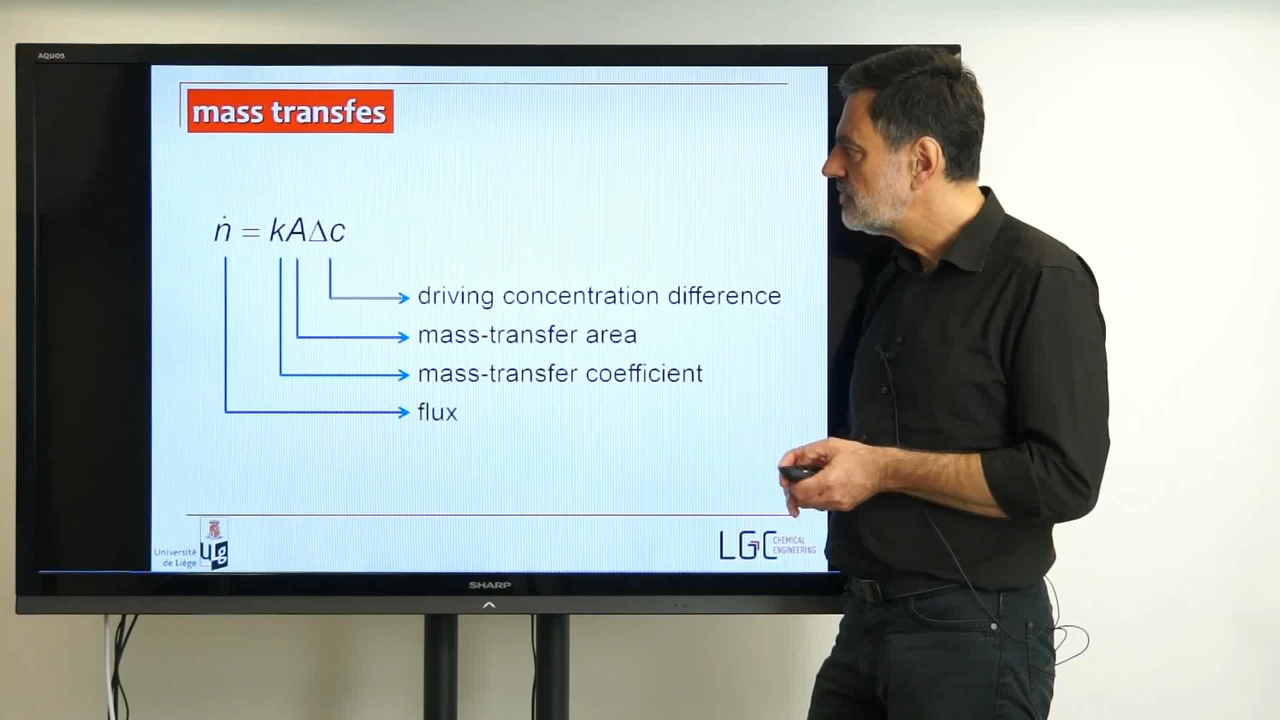 AQUOS
mass transfes
ṅ = kAΔc
driving concentration difference
mass-transfer area
mass-transfer coefficient
flux
Université
de Liège
ULg
LGC
CHEMICAL
ENGINEERING
SHARP